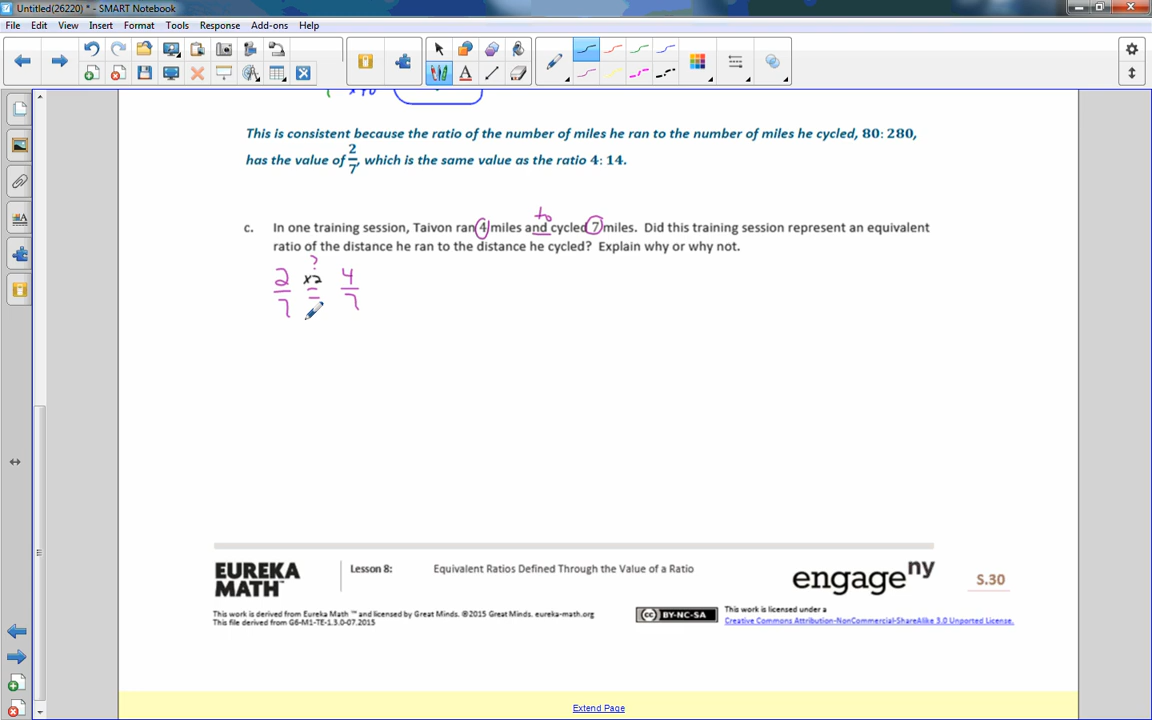 Untitled(26220) * - SMART Notebook
File Edit View Insert Format Tools Response Add-ons Help
This is consistent because the ratio of the number of miles he ran to the number of miles he cycled, 80: 280,
has the value of 2/7, which is the same value as the ratio 4: 14.
to
c. In one training session, Taivon ran 4 miles and cycled 7 miles. Did this training session represent an equivalent
ratio of the distance he ran to the distance he cycled? Explain why or why not.
?
2 x2 4
=
7 7
EUREKA
MATH™
Lesson 8: Equivalent Ratios Defined Through the Value of a Ratio
engage ny
S.30
This work is derived from Eureka Math ™ and licensed by Great Minds. ©2015 Great Minds. eureka-math.org
This file derived from G6-M1-TE-1.3.0-07.2015
cc BY-NC-SA
This work is licensed under a
Creative Commons Attribution-NonCommercial-ShareAlike 3.0 Unported License.
Extend Page